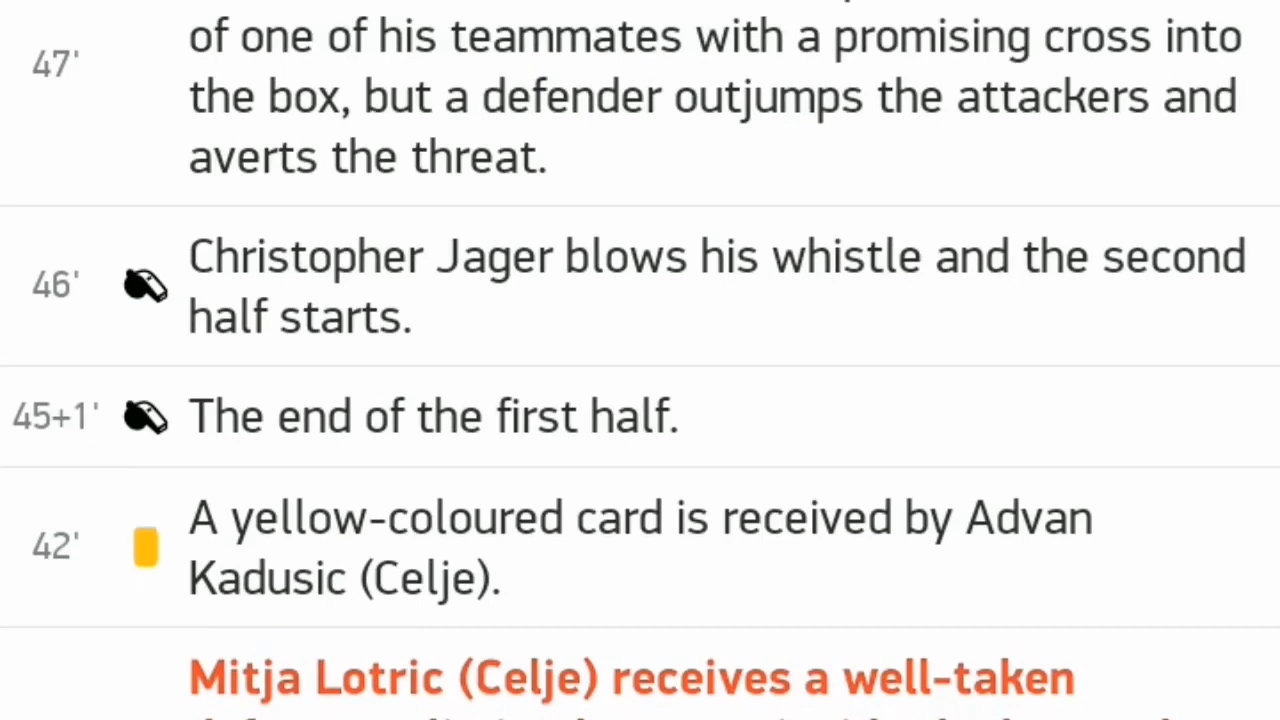 of one of his teammates with a promising cross into
47'
the box, but a defender outjumps the attackers and
averts the threat.
Christopher Jager blows his whistle and the second
46'
half starts.
45+1' The end of the first half.
A yellow-coloured card is received by Advan
42'
Kadusic (Celje).
Mitja Lotric (Celje) receives a well-taken